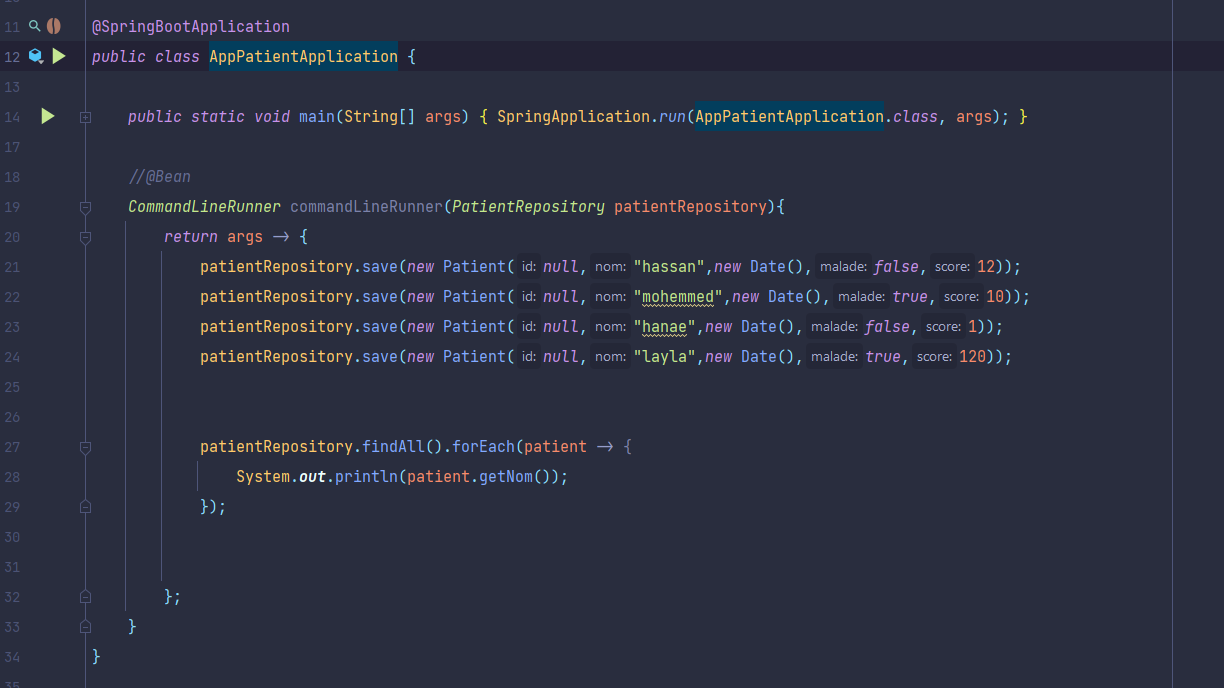 11 @SpringBootApplication
12 public class AppPatientApplication {
13
14 public static void main(String[] args) { SpringApplication.run(AppPatientApplication.class, args); }
17
18 //@Bean
19 CommandLineRunner commandLineRunner(PatientRepository patientRepository){
20 return args -> {
21 patientRepository.save(new Patient( id: null, nom: "hassan",new Date(), malade: false, score: 12));
22 patientRepository.save(new Patient( id: null, nom: "mohemmed",new Date(), malade: true, score: 10));
23 patientRepository.save(new Patient( id: null, nom: "hanae",new Date(), malade: false, score: 1));
24 patientRepository.save(new Patient( id: null, nom: "layla",new Date(), malade: true, score: 120));
25
26
27 patientRepository.findAll().forEach(patient -> {
28 System.out.println(patient.getNom());
29 });
30
31
32 };
33 }
34 }
35